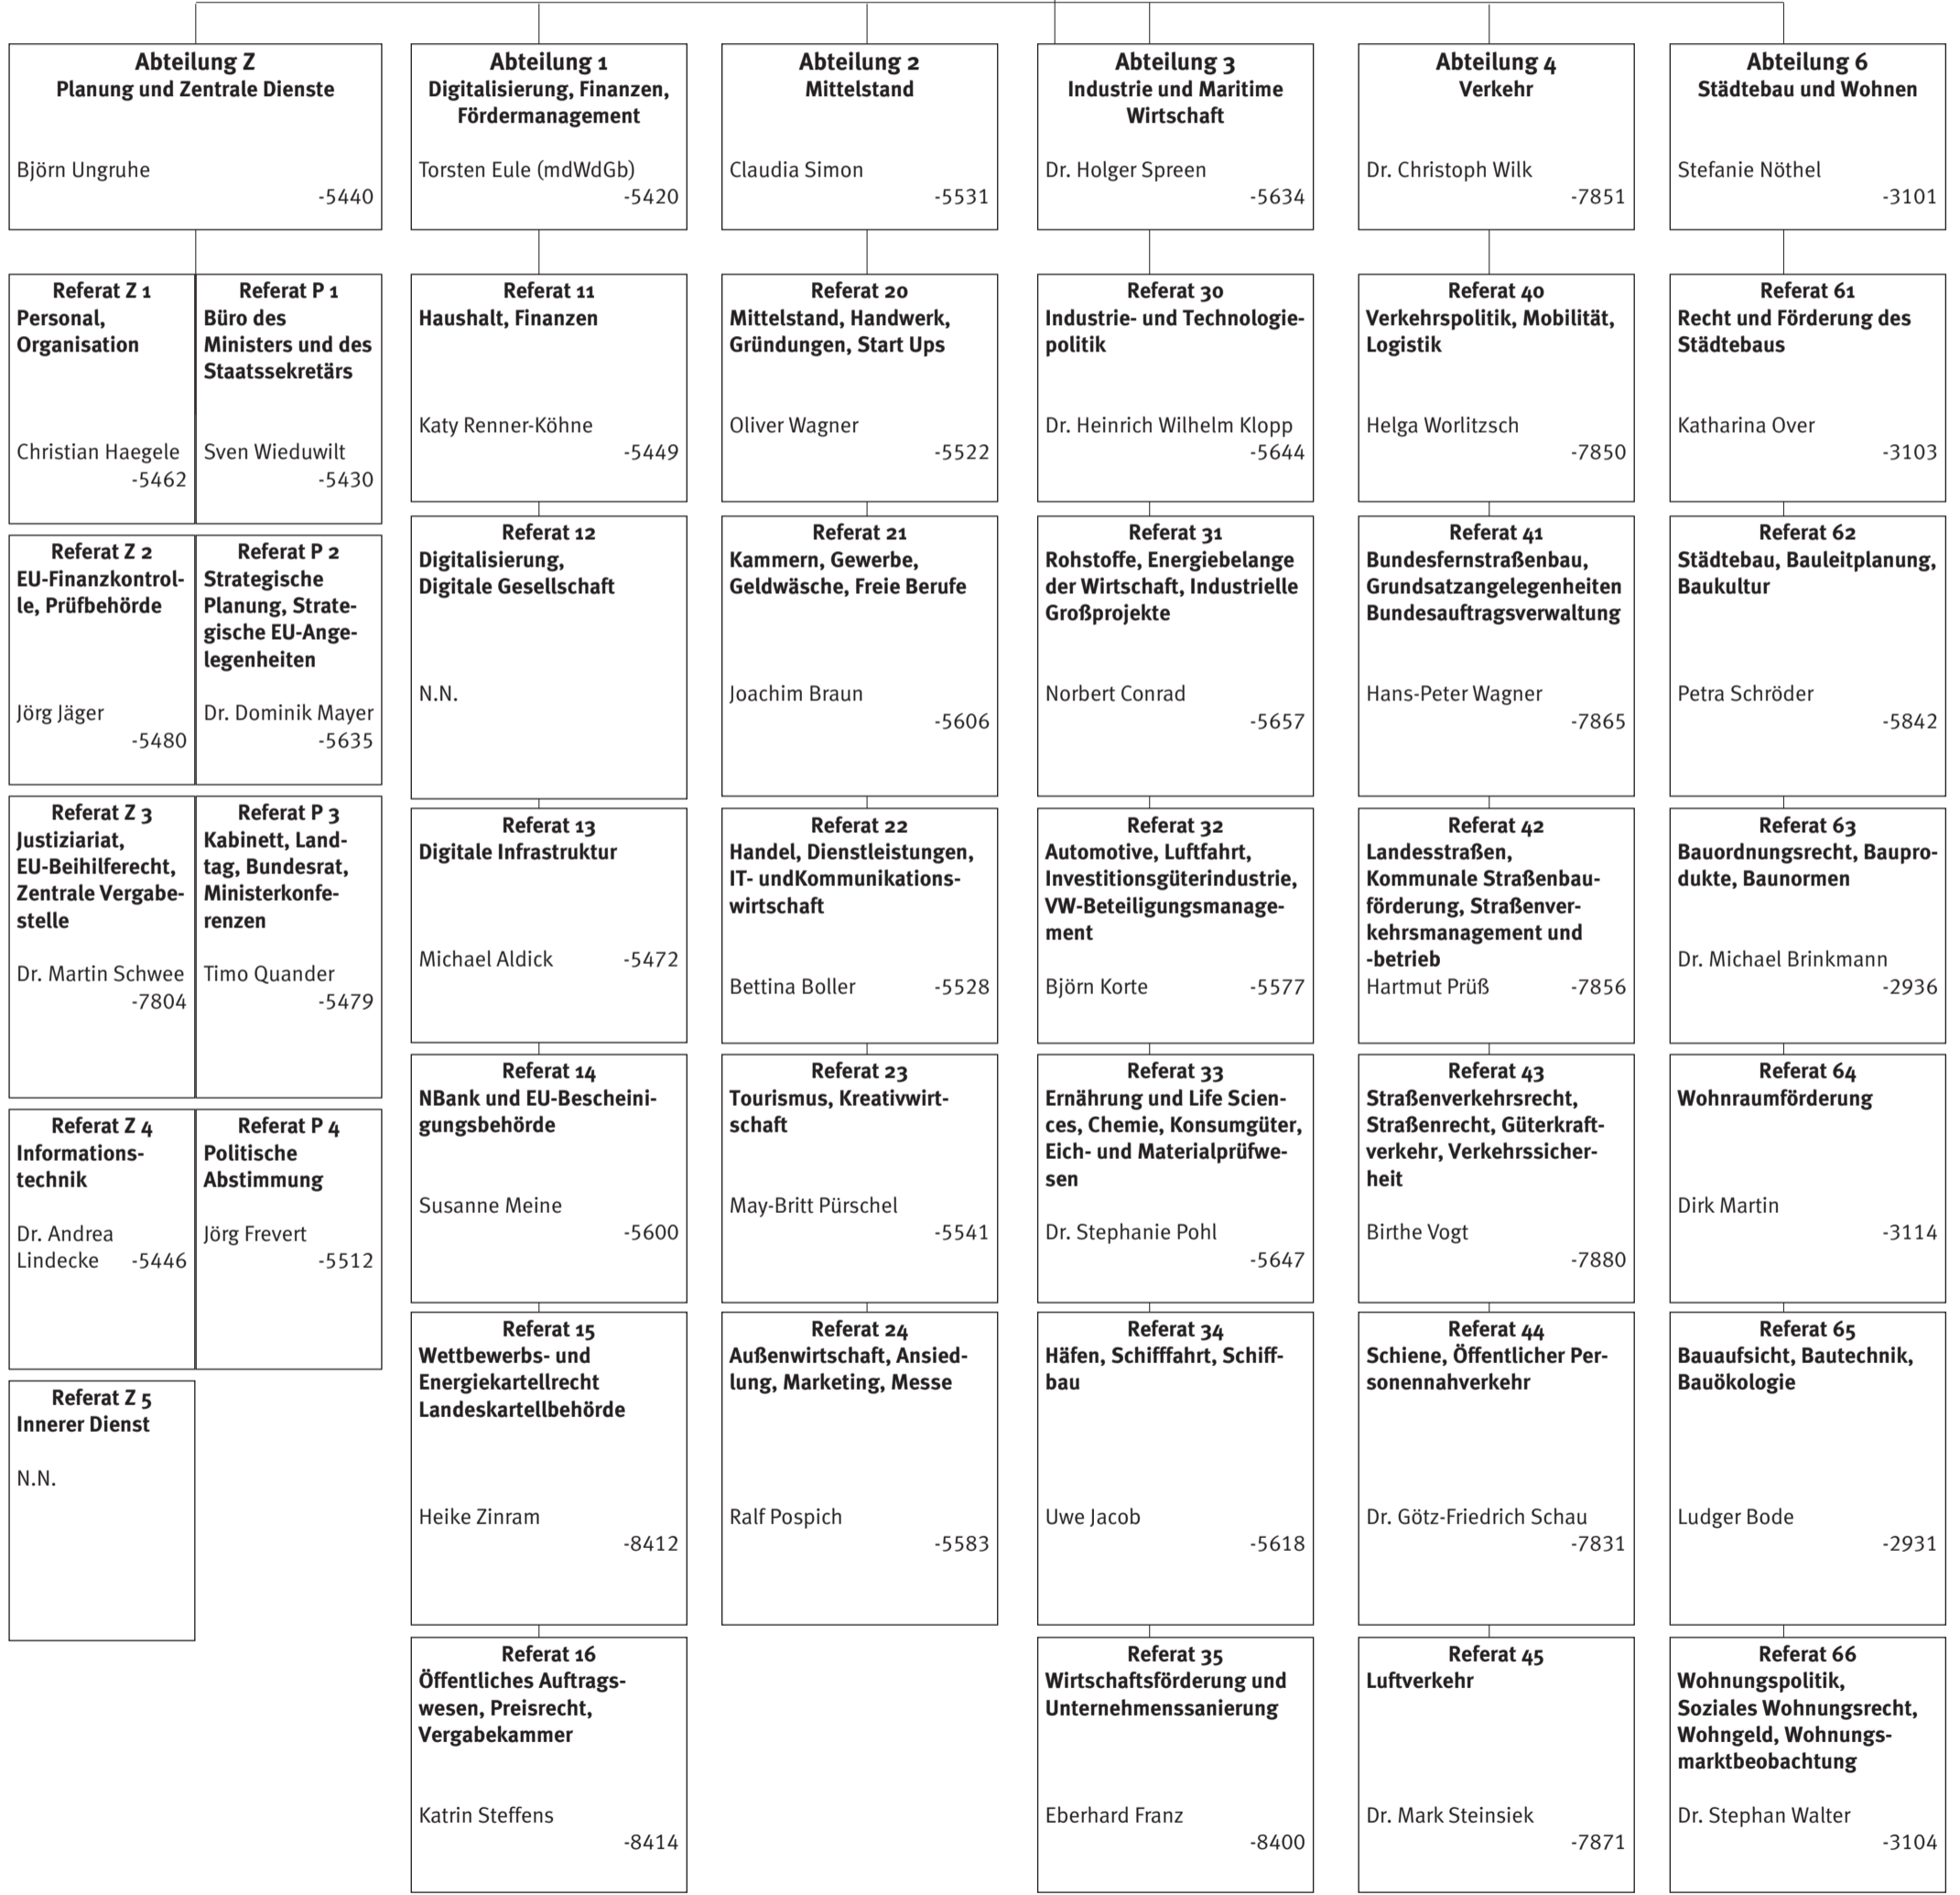 Abteilung Z
Planung und Zentrale Dienste
Björn Ungruhe
-5440
Referat Z 1
Personal,
Organisation
Christian Haegele
-5462
Referat P 1
Büro des
Ministers und des
Staatssekretärs
Sven Wieduwilt
-5430
Referat Z 2
EU-Finanzkontrol-
le, Prüfbehörde
Jörg Jäger
-5480
Referat P 2
Strategische
Planung, Strate-
gische EU-Ange-
legenheiten
Dr. Dominik Mayer
-5635
Referat Z 3
Justiziariat,
EU-Beihilferecht,
Zentrale Vergabe-
stelle
Dr. Martin Schwee
-7804
Referat P 3
Kabinett, Land-
tag, Bundesrat,
Ministerkonfe-
renzen
Timo Quander
-5479
Referat Z 4
Informations-
technik
Dr. Andrea
Lindecke -5446
Referat P 4
Politische
Abstimmung
Jörg Frevert
-5512
Referat Z 5
Innerer Dienst
N.N.
Abteilung 1
Digitalisierung, Finanzen,
Fördermanagement
Torsten Eule (mdWdGb)
-5420
Referat 11
Haushalt, Finanzen
Katy Renner-Köhne
-5449
Referat 12
Digitalisierung,
Digitale Gesellschaft
N.N.
Referat 13
Digitale Infrastruktur
Michael Aldick -5472
Referat 14
NBank und EU-Bescheini-
gungsbehörde
Susanne Meine
-5600
Referat 15
Wettbewerbs- und
Energiekartellrecht
Landeskartellbehörde
Heike Zinram
-8412
Referat 16
Öffentliches Auftrags-
wesen, Preisrecht,
Vergabekammer
Katrin Steffens
-8414
Abteilung 2
Mittelstand
Claudia Simon
-5531
Referat 20
Mittelstand, Handwerk,
Gründungen, Start Ups
Oliver Wagner
-5522
Referat 21
Kammern, Gewerbe,
Geldwäsche, Freie Berufe
Joachim Braun
-5606
Referat 22
Handel, Dienstleistungen,
IT- undKommunikations-
wirtschaft
Bettina Boller -5528
Referat 23
Tourismus, Kreativwirt-
schaft
May-Britt Pürschel
-5541
Referat 24
Außenwirtschaft, Ansied-
lung, Marketing, Messe
Ralf Pospich
-5583
Abteilung 3
Industrie und Maritime
Wirtschaft
Dr. Holger Spreen
-5634
Referat 30
Industrie- und Technologie-
politik
Dr. Heinrich Wilhelm Klopp
-5644
Referat 31
Rohstoffe, Energiebelange
der Wirtschaft, Industrielle
Großprojekte
Norbert Conrad
-5657
Referat 32
Automotive, Luftfahrt,
Investitionsgüterindustrie,
VW-Beteiligungsmanage-
ment
Björn Korte -5577
Referat 33
Ernährung und Life Scien-
ces, Chemie, Konsumgüter,
Eich- und Materialprüfwe-
sen
Dr. Stephanie Pohl
-5647
Referat 34
Häfen, Schifffahrt, Schiff-
bau
Uwe Jacob
-5618
Referat 35
Wirtschaftsförderung und
Unternehmenssanierung
Eberhard Franz
-8400
Abteilung 4
Verkehr
Dr. Christoph Wilk
-7851
Referat 40
Verkehrspolitik, Mobilität,
Logistik
Helga Worlitzsch
-7850
Referat 41
Bundesfernstraßenbau,
Grundsatzangelegenheiten
Bundesauftragsverwaltung
Hans-Peter Wagner
-7865
Referat 42
Landesstraßen,
Kommunale Straßenbau-
förderung, Straßenver-
kehrsmanagement und
-betrieb
Hartmut Prüß -7856
Referat 43
Straßenverkehrsrecht,
Straßenrecht, Güterkraft-
verkehr, Verkehrssicher-
heit
Birthe Vogt
-7880
Referat 44
Schiene, Öffentlicher Per-
sonennahverkehr
Dr. Götz-Friedrich Schau
-7831
Referat 45
Luftverkehr
Dr. Mark Steinsiek
-7871
Abteilung 6
Städtebau und Wohnen
Stefanie Nöthel
-3101
Referat 61
Recht und Förderung des
Städtebaus
Katharina Over
-3103
Referat 62
Städtebau, Bauleitplanung,
Baukultur
Petra Schröder
-5842
Referat 63
Bauordnungsrecht, Baupro-
dukte, Baunormen
Dr. Michael Brinkmann
-2936
Referat 64
Wohnraumförderung
Dirk Martin
-3114
Referat 65
Bauaufsicht, Bautechnik,
Bauökologie
Ludger Bode
-2931
Referat 66
Wohnungspolitik,
Soziales Wohnungsrecht,
Wohngeld, Wohnungs-
marktbeobachtung
Dr. Stephan Walter
-3104